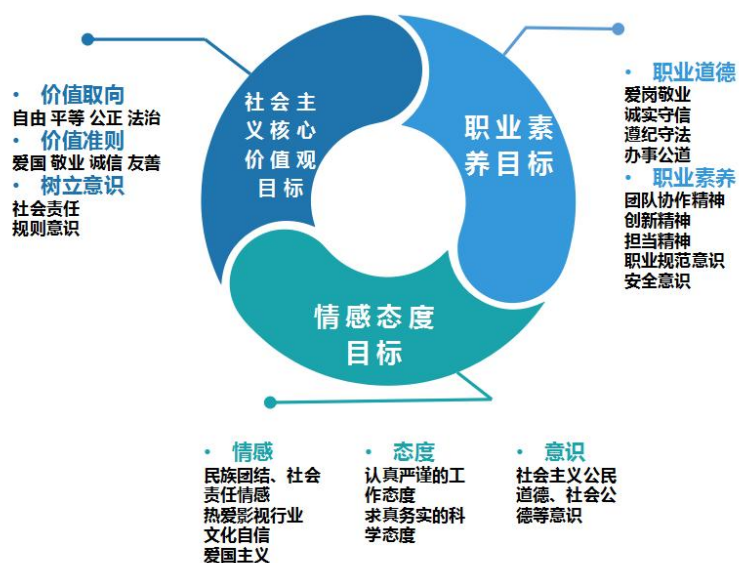 社会主
义核心
价值观
目标
职业素
养目标
情感态度
目标
• 价值取向
自由 平等 公正 法治
• 价值准则
爱国 敬业 诚信 友善
• 树立意识
社会责任
规则意识
• 职业道德
爱岗敬业
诚实守信
遵纪守法
办事公道
• 职业素养
团队协作精神
创新精神
担当精神
职业规范意识
安全意识
• 情感
民族团结、社会
责任情感
热爱影视行业
文化自信
爱国主义
• 态度
认真严谨的工
作态度
求真务实的科
学态度
• 意识
社会主义公民
道德、社会公
德等意识